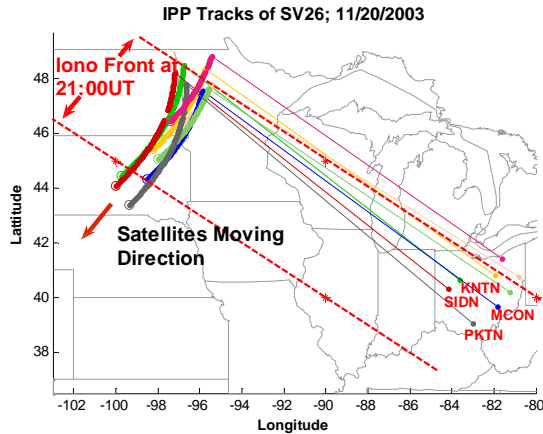 IPP Tracks of SV26; 11/20/2003
Iono Front at
21:00UT
Satellites Moving
Direction
KNTN
SIDN
MCON
PKTN
48
46
44
42
40
38
Lattitude
-102 -100 -98 -96 -94 -92 -90 -88 -86 -84 -82 -80
Longitude